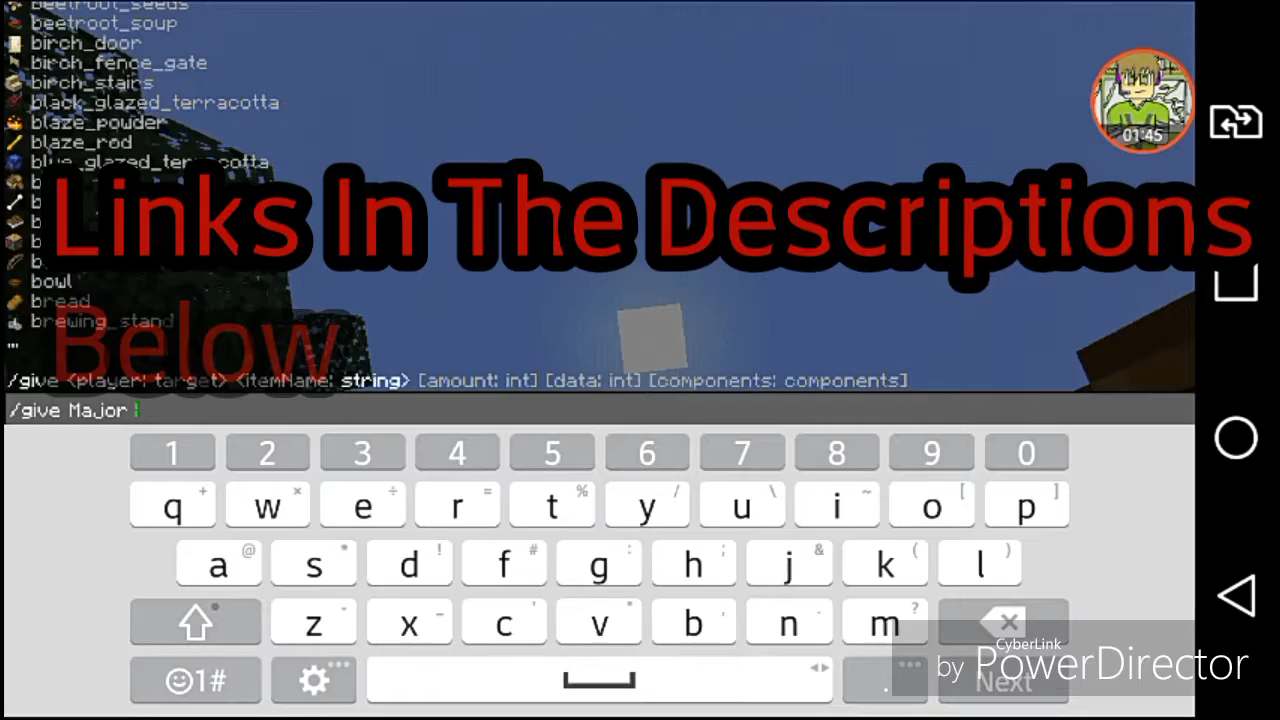 beetroot_seeds
beetroot_soup
birch_door
birch_fence_gate
birch_stairs
black_glazed_terracotta
blaze_powder
blaze_rod
blue_glazed_terracotta
b
b
b
b
b
bowl
bread
brewing_stand
...
01:45
Links In The Descriptions
Below
/give <player: target> <itemName: string> [amount: int] [data: int] [components: components]
/give Major
1 2 3 4 5 6 7 8 9 0
q + w × e ÷ r = t % y / u \ i ~ o [ p ]
a @ s * d ! f # g : h ; j & k ( l )
z - x _ c ' v " b , n . m ?
1# . Next
CyberLink
by PowerDirector